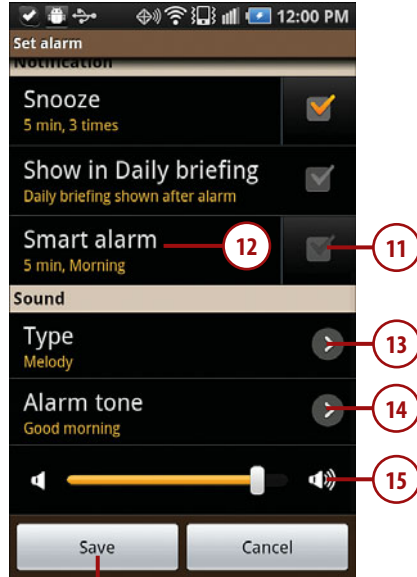 12:00 PM
Set alarm
Notification
Snooze
5 min, 3 times
Show in Daily briefing
Daily briefing shown after alarm
Smart alarm 12 11
5 min, Morning
Sound
Type 13
Melody
Alarm tone 14
Good morning
15
Save Cancel